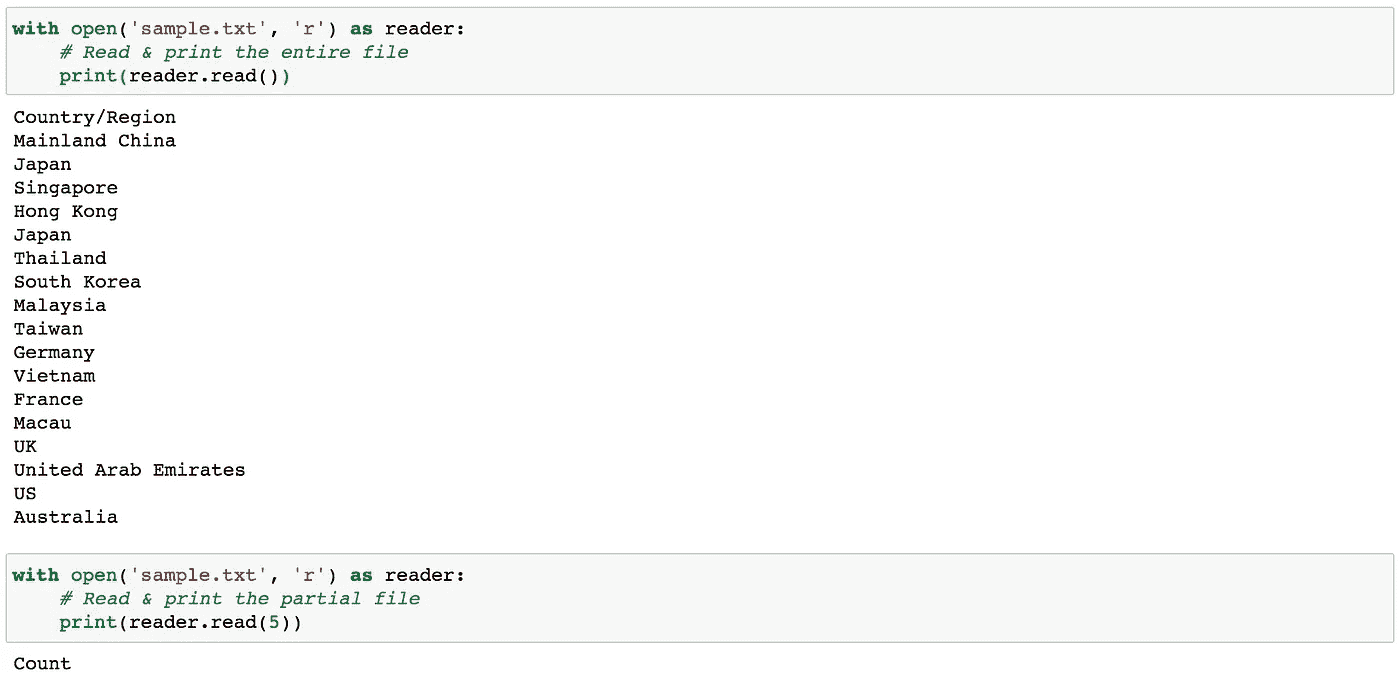 with open('sample.txt', 'r') as reader:
    # Read & print the entire file
    print(reader.read())
Country/Region
Mainland China
Japan
Singapore
Hong Kong
Japan
Thailand
South Korea
Malaysia
Taiwan
Germany
Vietnam
France
Macau
UK
United Arab Emirates
US
Australia
with open('sample.txt', 'r') as reader:
    # Read & print the partial file
    print(reader.read(5))
Count